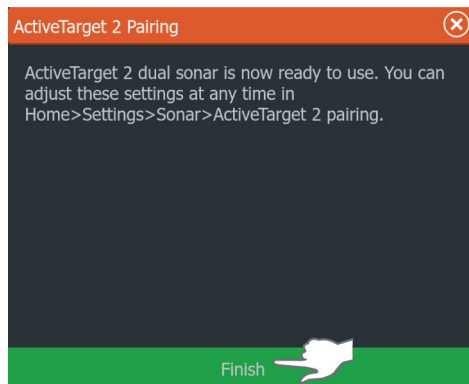 ActiveTarget 2 Pairing
ActiveTarget 2 dual sonar is now ready to use. You can
adjust these settings at any time in
Home>Settings>Sonar>ActiveTarget 2 pairing.
Finish